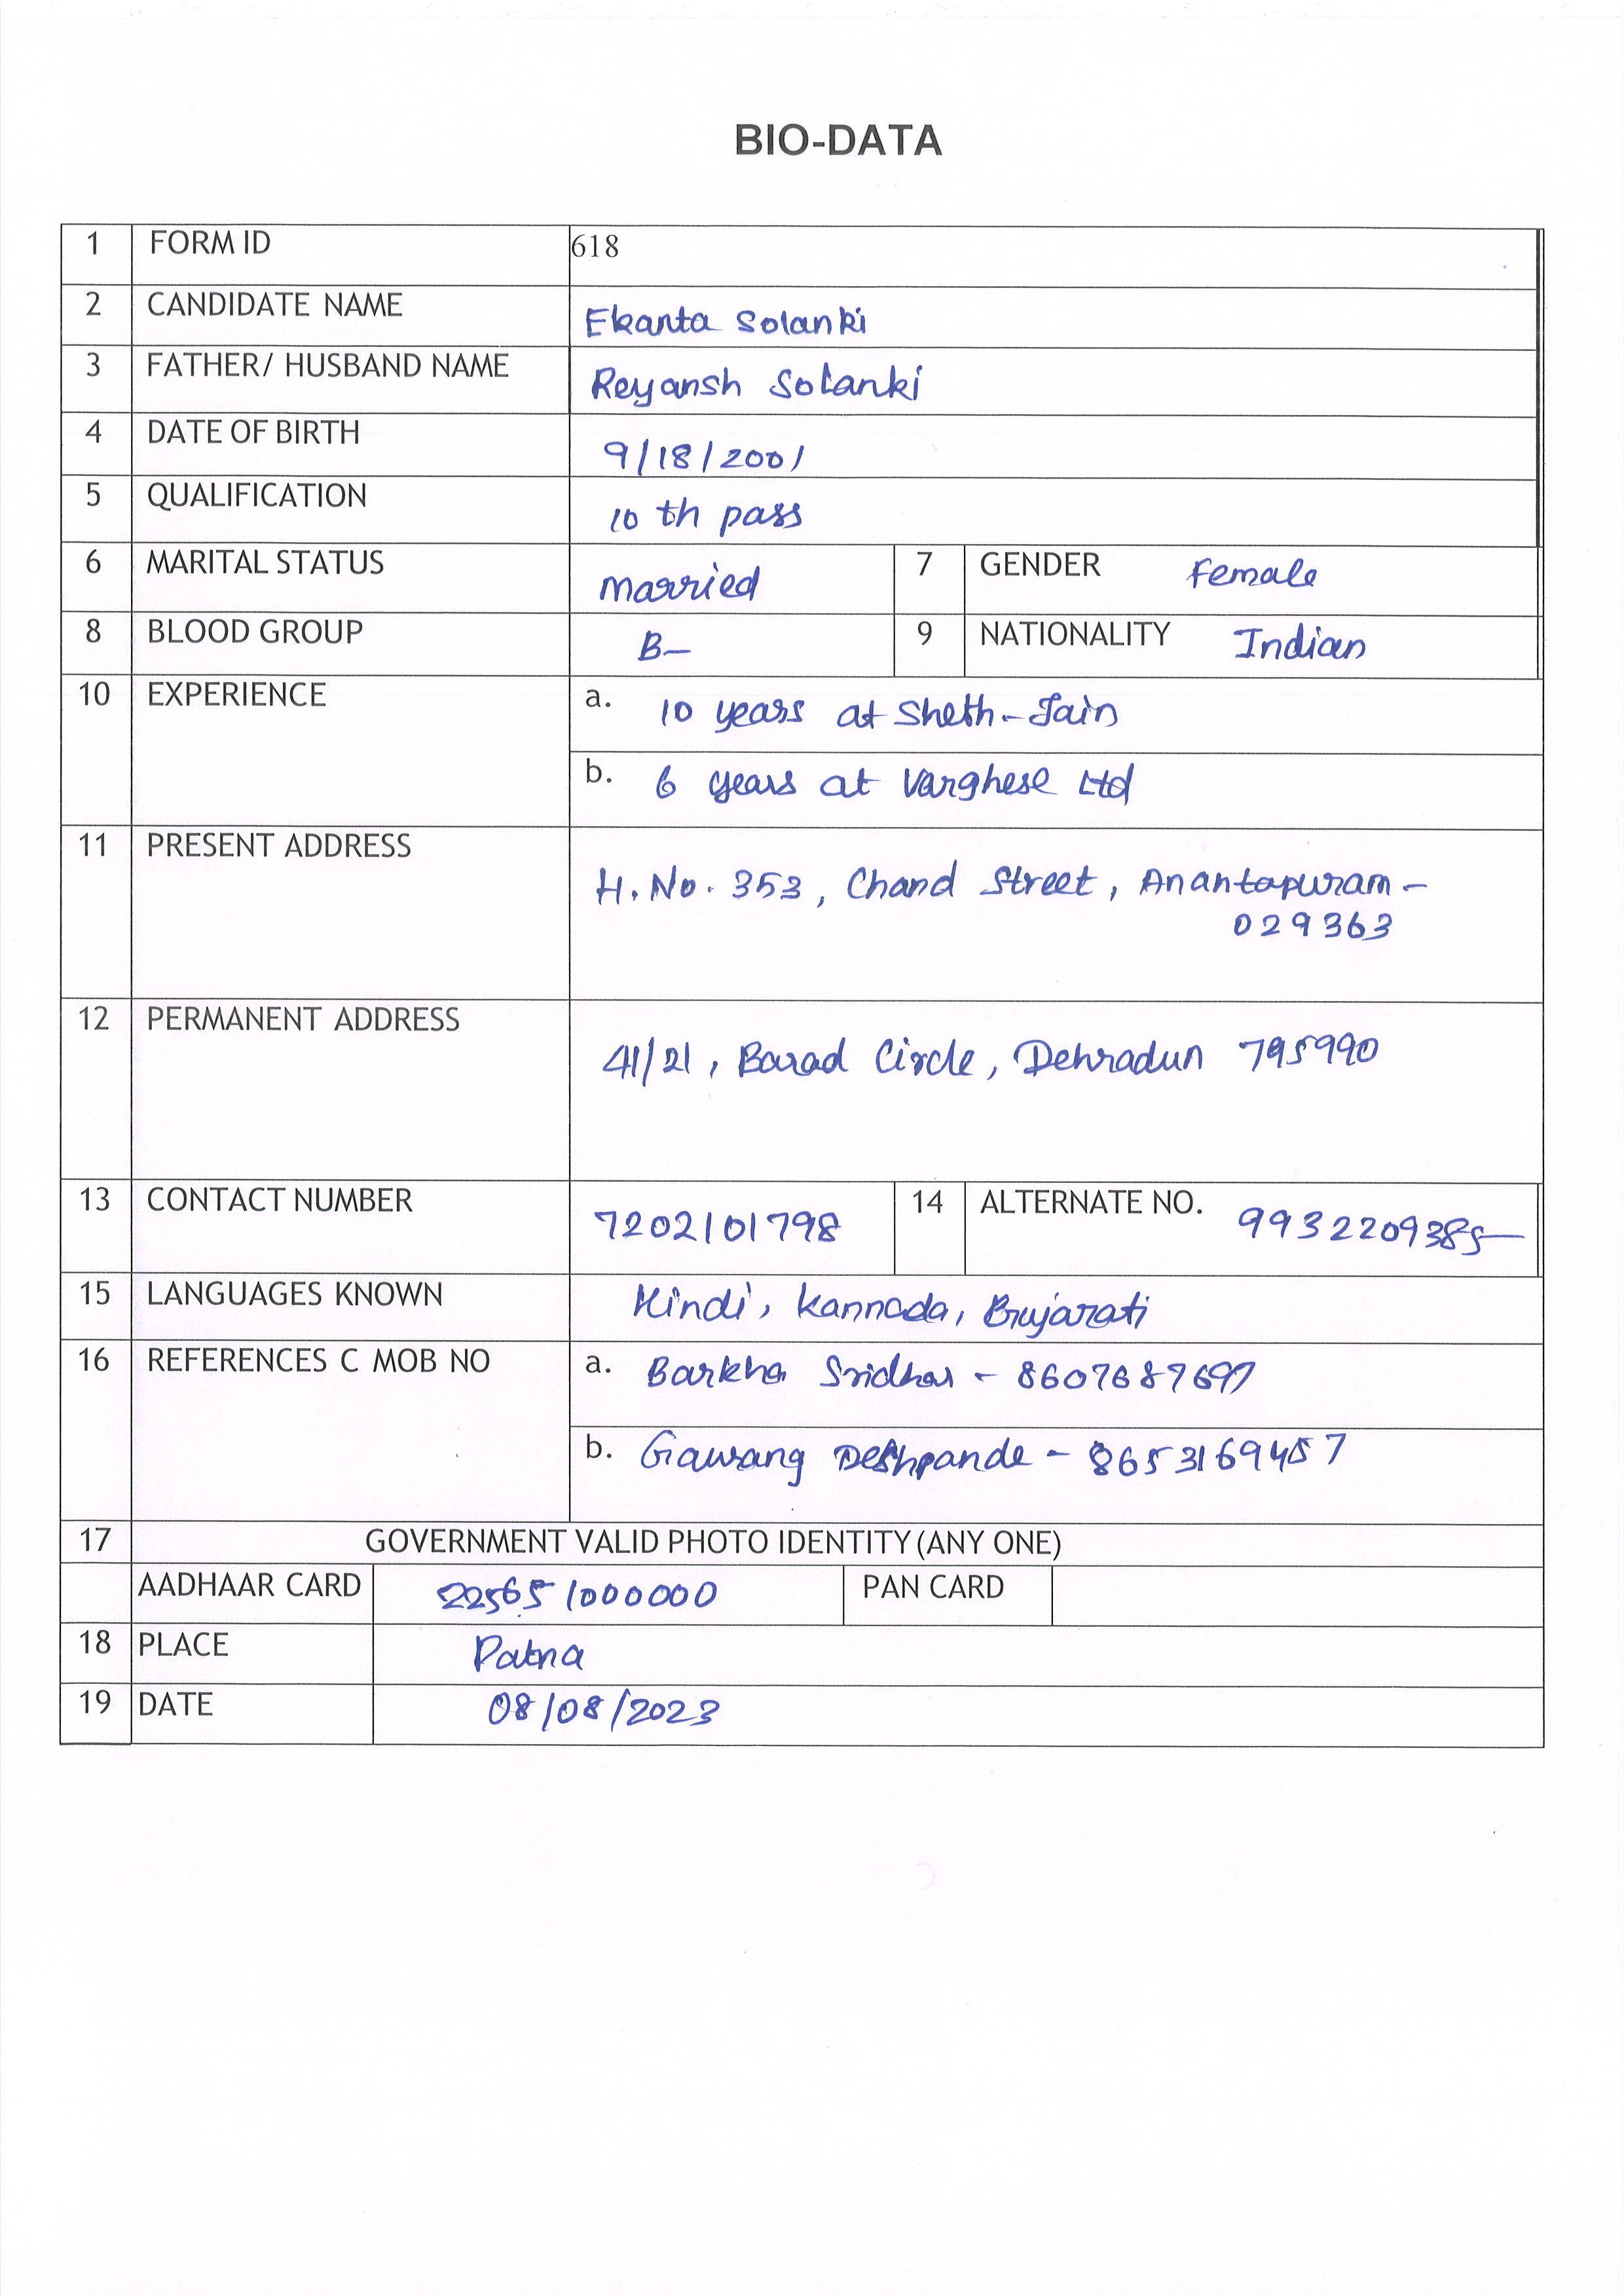 BIO-DATA
1 FORM ID 618
2 CANDIDATE NAME Ekanta Solanki
3 FATHER/ HUSBAND NAME Reyansh Solanki
4 DATE OF BIRTH 9/18/2001
5 QUALIFICATION 10 th pass
6 MARITAL STATUS married 7 GENDER Female
8 BLOOD GROUP B- 9 NATIONALITY Indian
10 EXPERIENCE a. 10 years at Sheth-Jain
b. 6 years at Varghese Ltd
11 PRESENT ADDRESS
H.No. 353, Chand Street, Anantapuram -
029363
12 PERMANENT ADDRESS
41/21, Barad Circle, Dehradun 795990
13 CONTACT NUMBER 7202101798 14 ALTERNATE NO. 9932209385
15 LANGUAGES KNOWN Hindi, Kannada, Gujarati
16 REFERENCES C MOB NO a. Barkha Sridhar - 8607687697
b. Gaurang Deshpande - 8653169457
17 GOVERNMENT VALID PHOTO IDENTITY (ANY ONE)
AADHAAR CARD 225651000000 PAN CARD
18 PLACE Patna
19 DATE 08/08/2023